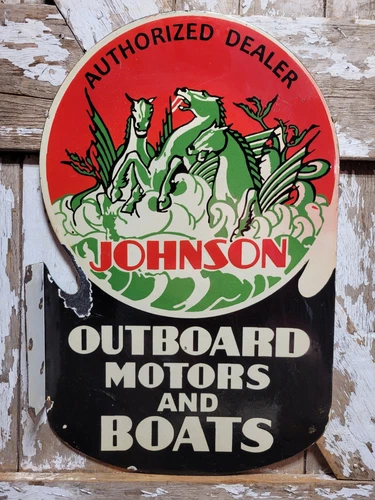 AUTHORIZED DEALER
JOHNSON
OUTBOARD
MOTORS
AND
BOATS